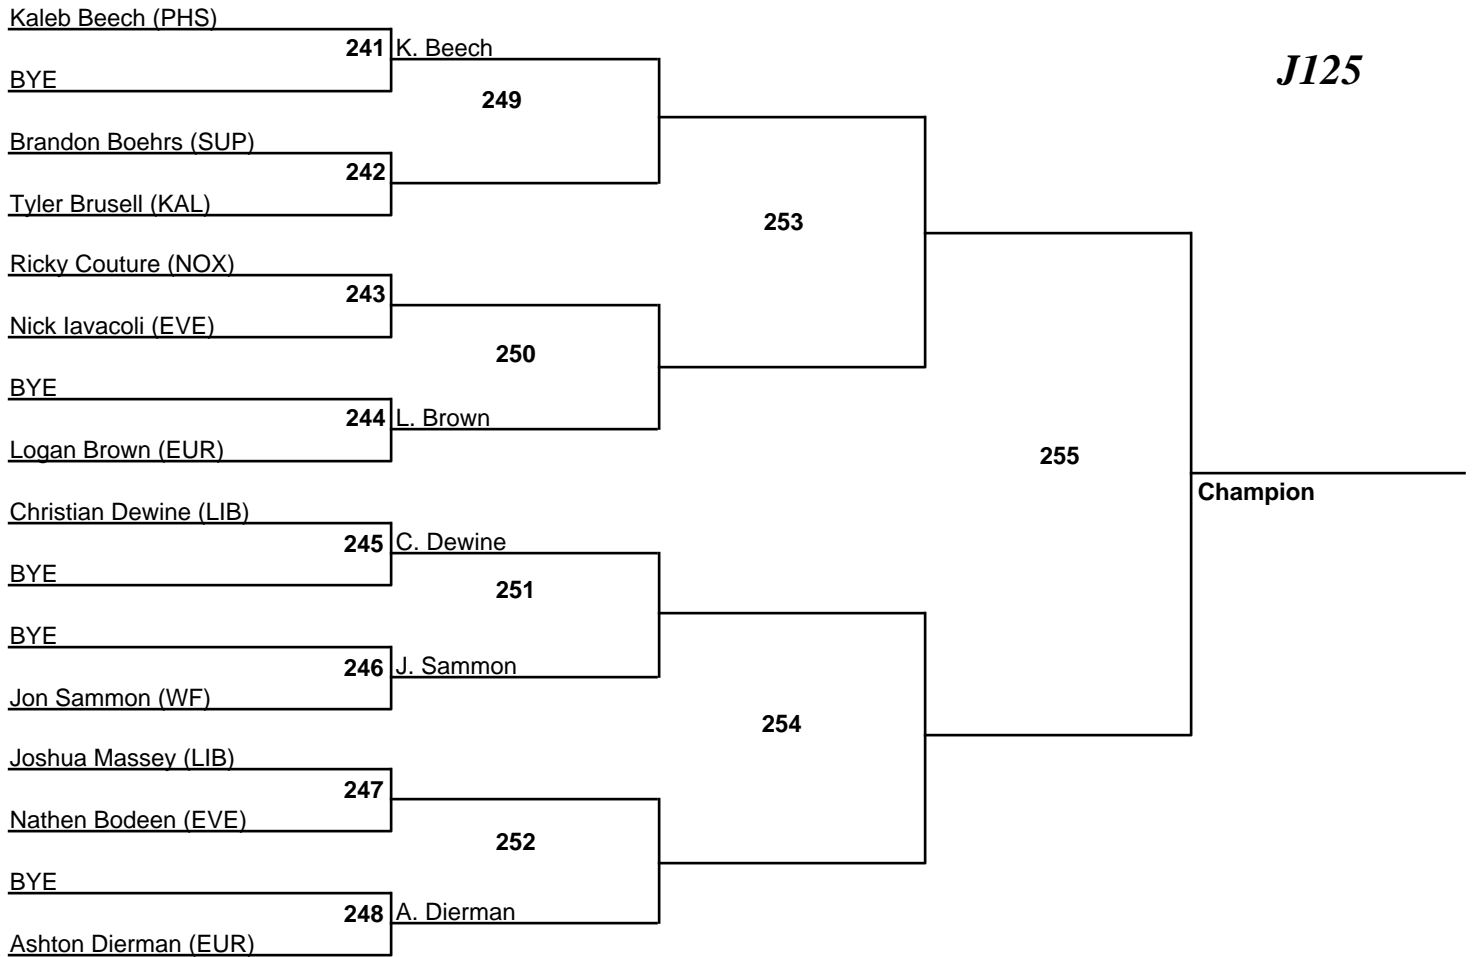 Kaleb Beech (PHS)
241 K. Beech
J125
BYE
249
Brandon Boehrs (SUP)
242
Tyler Brusell (KAL)
253
Ricky Couture (NOX)
243
Nick Iavacoli (EVE)
250
BYE
244 L. Brown
Logan Brown (EUR)
255
Champion
Christian Dewine (LIB)
245 C. Dewine
BYE
251
BYE
246 J. Sammon
Jon Sammon (WF)
254
Joshua Massey (LIB)
247
Nathen Bodeen (EVE)
252
BYE
248 A. Dierman
Ashton Dierman (EUR)